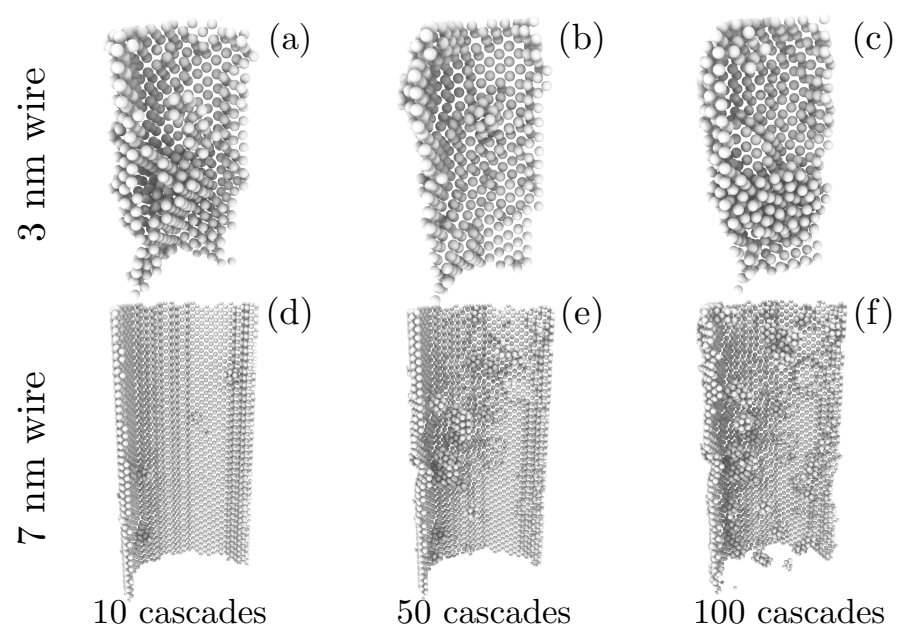 3 nm wire
(a)
(b)
(c)
7 nm wire
(d)
(e)
(f)
10 cascades
50 cascades
100 cascades